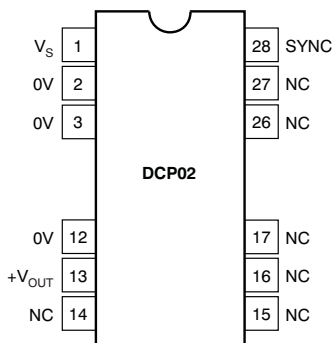 V_S 1 28 SYNC
0V 2 27 NC
0V 3 26 NC
DCP02
0V 12 17 NC
+V_OUT 13 16 NC
NC 14 15 NC